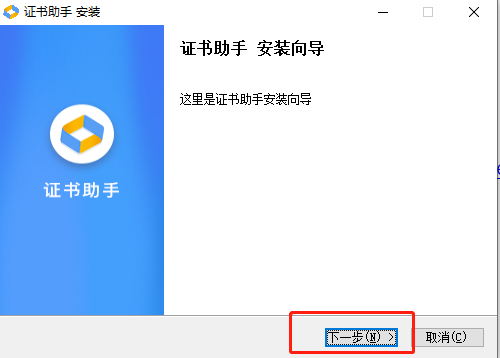 证书助手 安装
证书助手 安装向导
这里是证书助手安装向导
证书助手
下一步(N) >
取消(C)